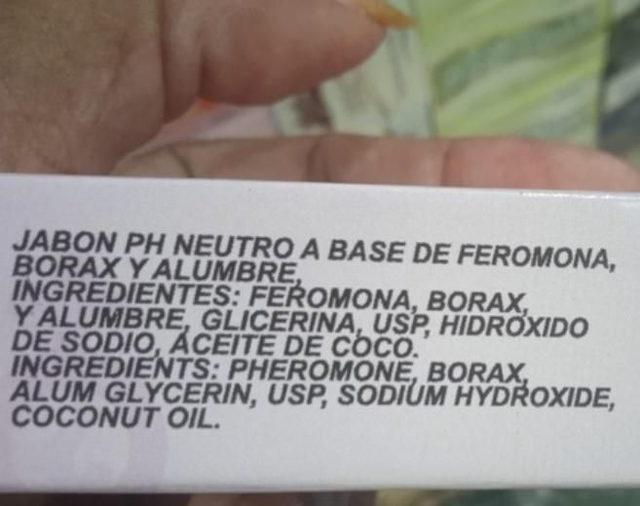 JABON PH NEUTRO A BASE DE FEROMONA,
BORAX Y ALUMBRE,
INGREDIENTES: FEROMONA, BORAX,
Y ALUMBRE, GLICERINA, USP, HIDRÓXIDO
DE SODIO, ACEITE DE COCO.
INGREDIENTS: PHEROMONE, BORAX,
ALUM GLYCERIN, USP, SODIUM HYDROXIDE,
COCONUT OIL.